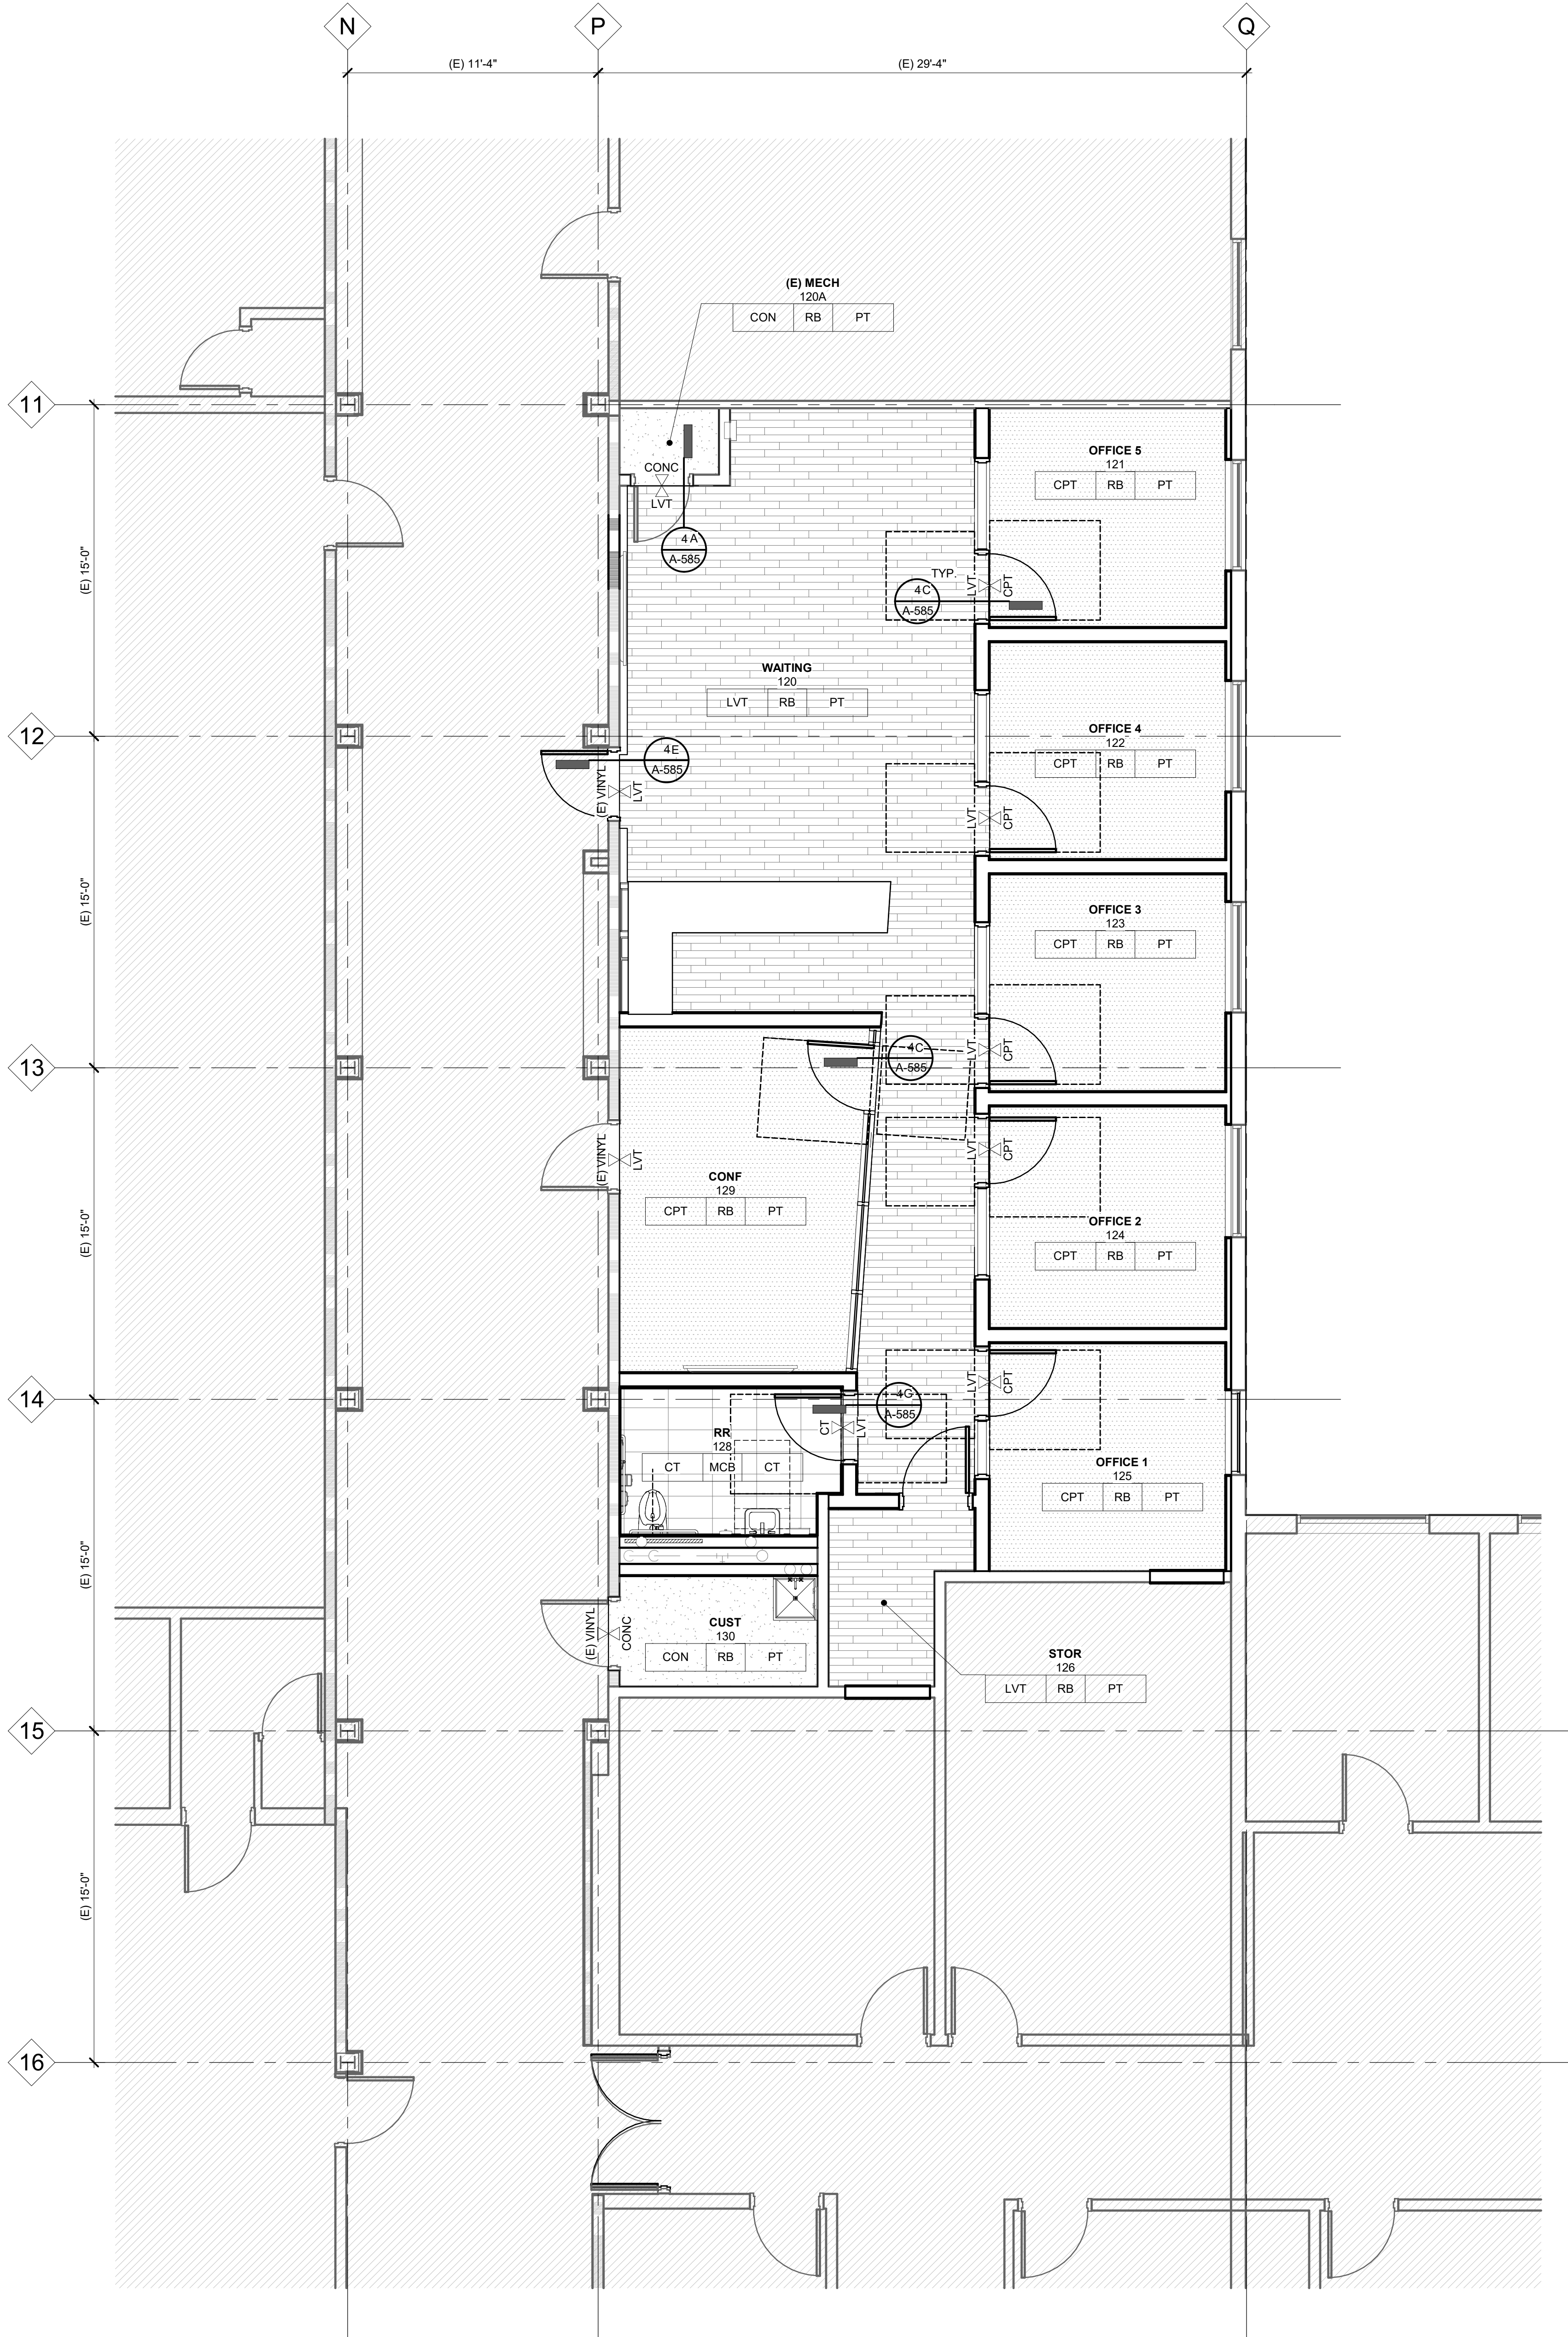 N
P
Q
(E) 11'-4"
(E) 29'-4"
(E) MECH
120A
CON RB PT
11
CONC
LVT
4 A
A-585
OFFICE 5
121
CPT RB PT
(E) 15'-0"
TYP.
4 C
A-585
LVT
CPT
WAITING
120
LVT RB PT
12
OFFICE 4
122
CPT RB PT
4 E
A-585
(E) VINYL
LVT
LVT
CPT
(E) 15'-0"
OFFICE 3
123
CPT RB PT
13
4 C
A-585
LVT
CPT
(E) VINYL
LVT
LVT
CPT
CONF
129
CPT RB PT
(E) 15'-0"
OFFICE 2
124
CPT RB PT
14
4 G
A-585
LVT
CPT
CT
LVT
RR
128
CT MCB CT
OFFICE 1
125
CPT RB PT
(E) 15'-0"
(E) VINYL
CONC
CUST
130
CON RB PT
STOR
126
LVT RB PT
15
(E) 15'-0"
16